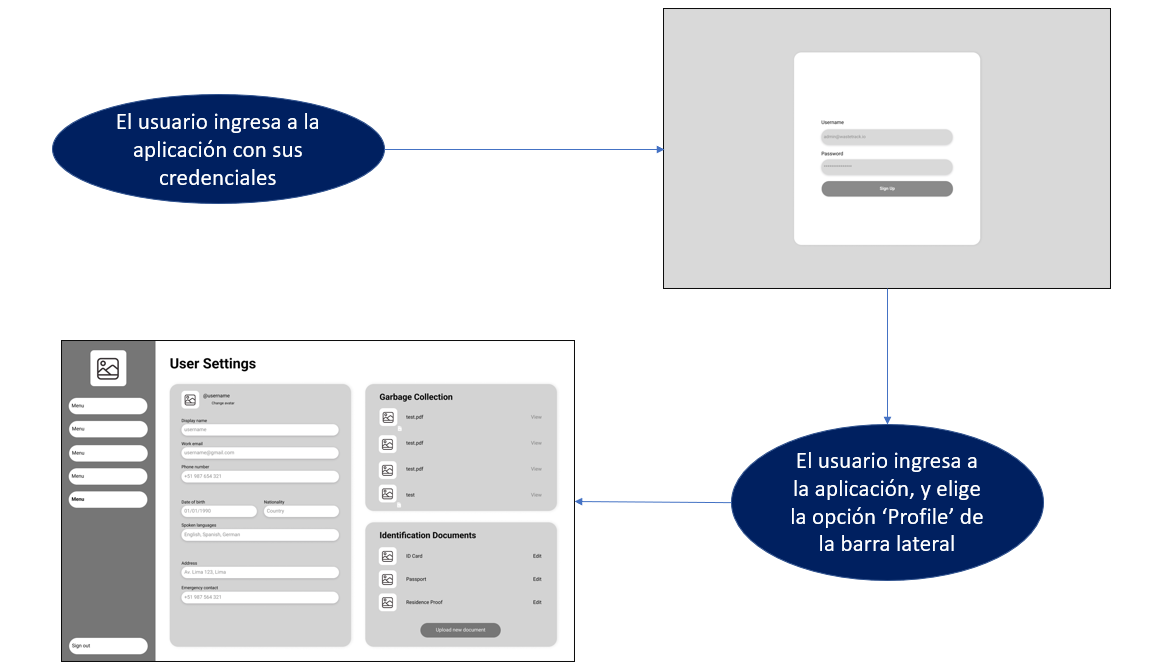 El usuario ingresa a la
aplicación con sus
credenciales
Username
admin@wastetrack.io
Password
Sign Up
User Settings
Menu
Menu
Menu
Menu
Menu
Sign out
@username
Change avatar
Display name
username
Work email
username@gmail.com
Phone number
+51 987 654 321
Date of birth
Nationality
01/01/1990
Country
Spoken languages
English, Spanish, German
Address
Av. Lima 123, Lima.
Emergency contact
+51 987 564 321
Garbage Collection
test.pdf View
test.pdf View
test.pdf View
test View
Identification Documents
ID Card Edit
Passport Edit
Residence Proof Edit
Upload new document
El usuario ingresa a
la aplicación, y elige
la opción ‘Profile’ de
la barra lateral